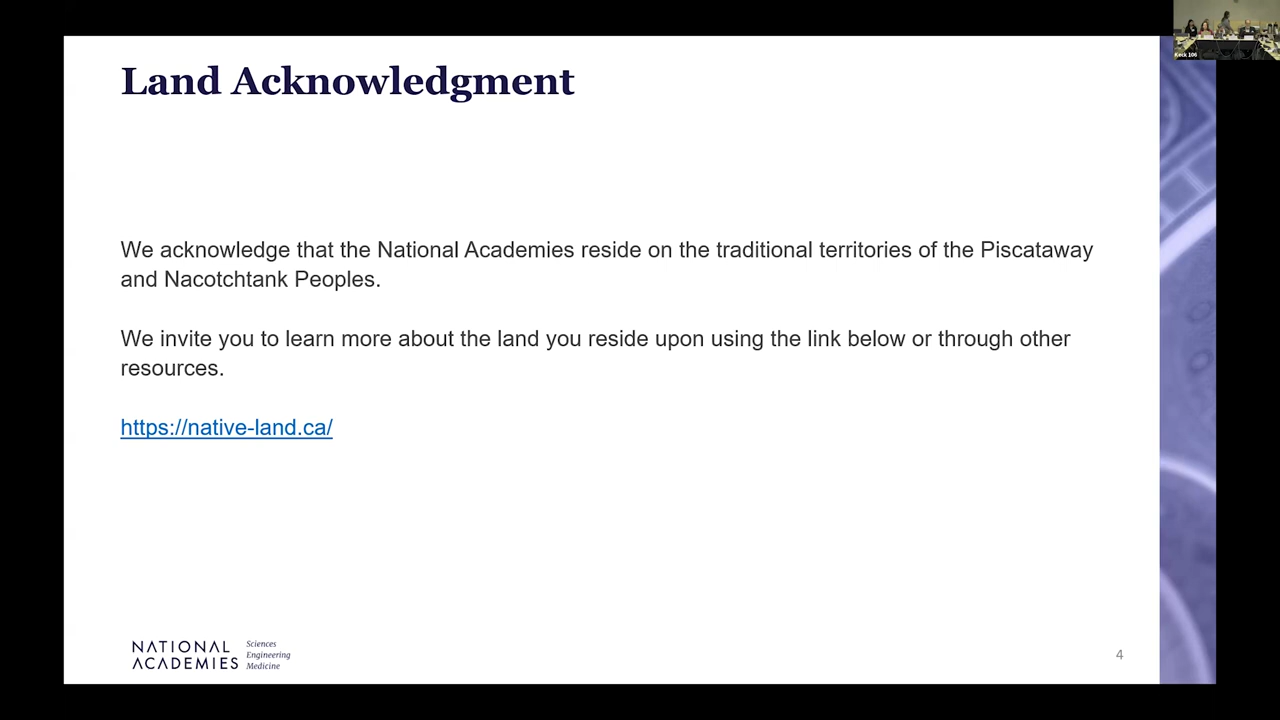 Keck 106
Land Acknowledgment
We acknowledge that the National Academies reside on the traditional territories of the Piscataway
and Nacotchtank Peoples.
We invite you to learn more about the land you reside upon using the link below or through other
resources.
https://native-land.ca/
NATIONAL
ACADEMIES
Sciences
Engineering
Medicine
4